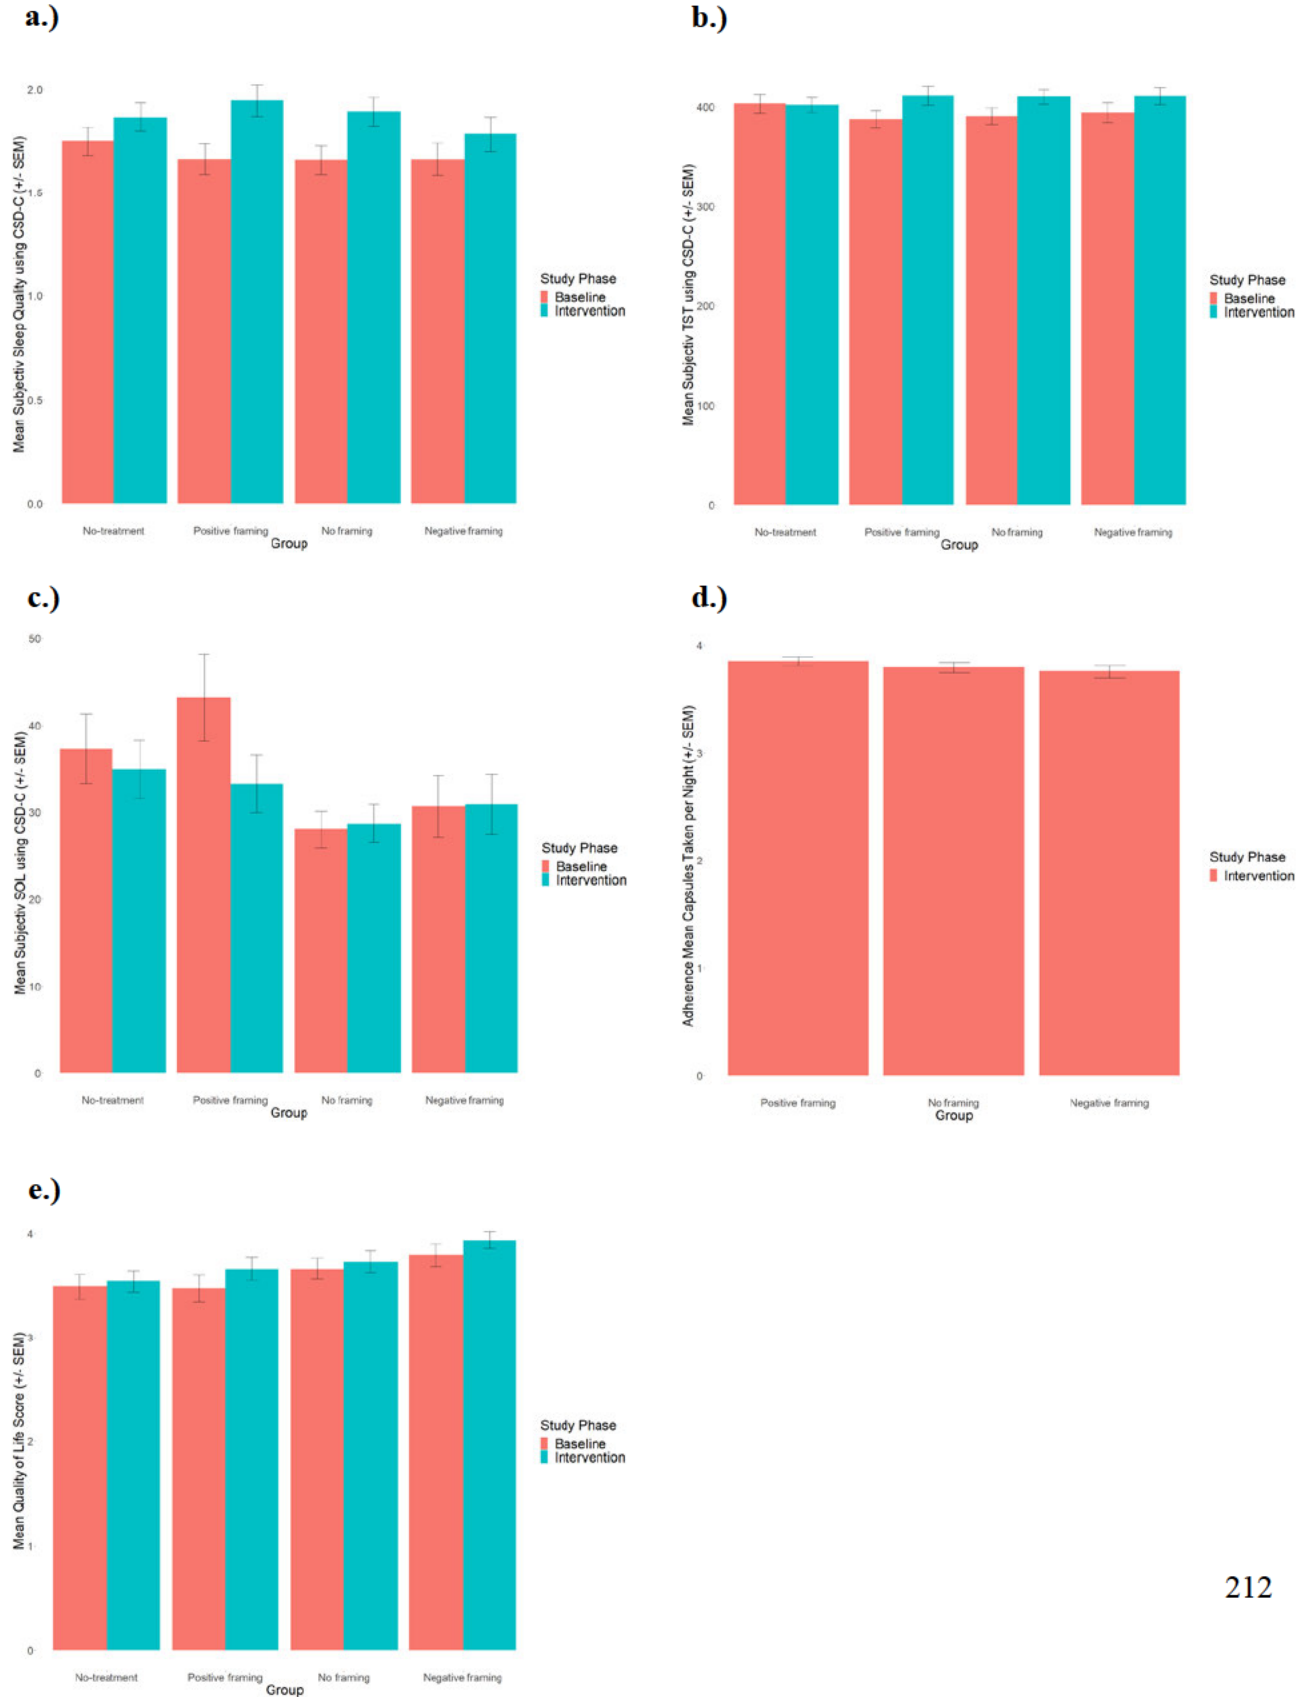 a.)
Mean Subjectiv Sleep Quality using CSD-C (+/- SEM)
2.0
1.5
1.0
0.5
0.0
No-treatment Positive framing No framing Negative framing
Group
Study Phase
Baseline
Intervention
b.)
Mean Subjectiv TST using CSD-C (+/- SEM)
400
300
200
100
0
No-treatment Positive framing No framing Negative framing
Group
Study Phase
Baseline
Intervention
c.)
Mean Subjectiv SOL using CSD-C (+/- SEM)
50
40
30
20
10
0
No-treatment Positive framing No framing Negative framing
Group
Study Phase
Baseline
Intervention
d.)
Adherence Mean Capsules Taken per Night (+/- SEM)
4
3
2
1
0
Positive framing No framing Negative framing
Group
Study Phase
Intervention
e.)
Mean Quality of Life Score (+/- SEM)
4
3
2
1
0
No-treatment Positive framing No framing Negative framing
Group
Study Phase
Baseline
Intervention
212